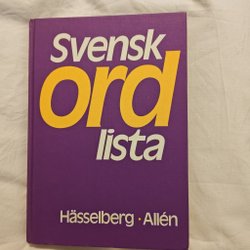 Svensk
ord
lista
Hässelberg · Allén